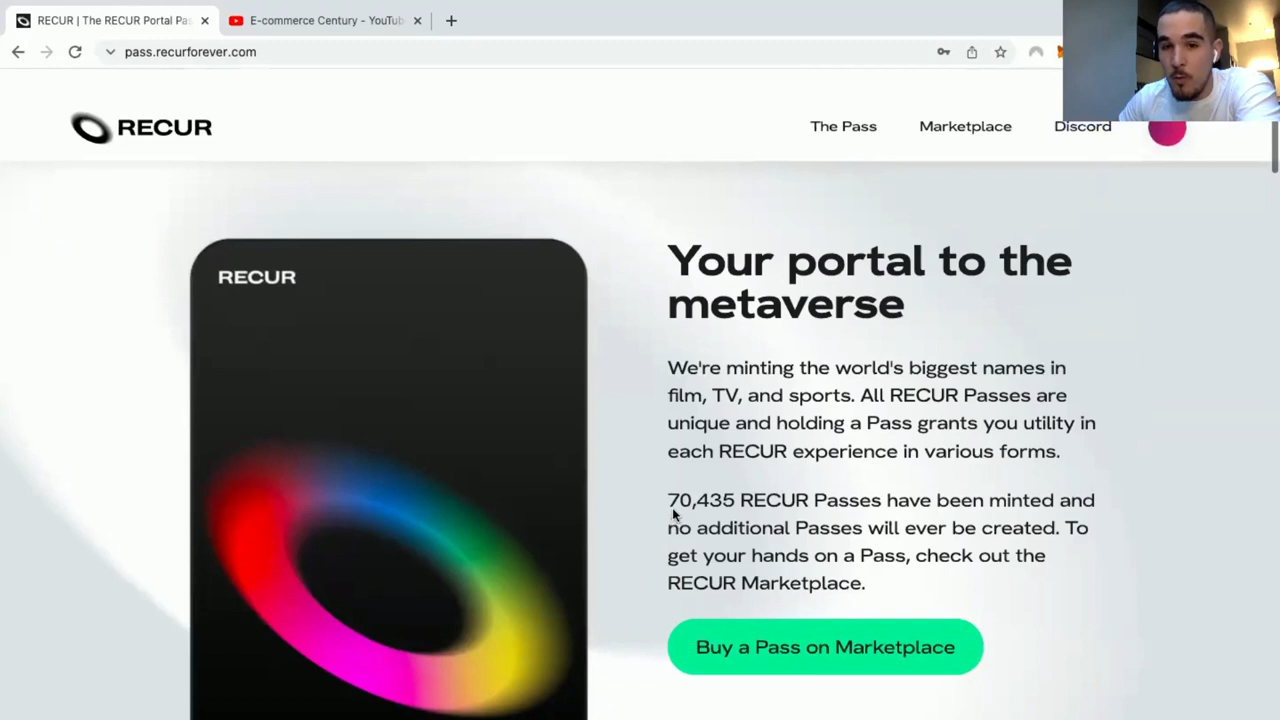 RECUR | The RECUR Portal Pas
E-commerce Century - YouTub
pass.recurforever.com
RECUR
The Pass
Marketplace
Discord
RECUR
Your portal to the
metaverse
We're minting the world's biggest names in
film, TV, and sports. All RECUR Passes are
unique and holding a Pass grants you utility in
each RECUR experience in various forms.
70,435 RECUR Passes have been minted and
no additional Passes will ever be created. To
get your hands on a Pass, check out the
RECUR Marketplace.
Buy a Pass on Marketplace